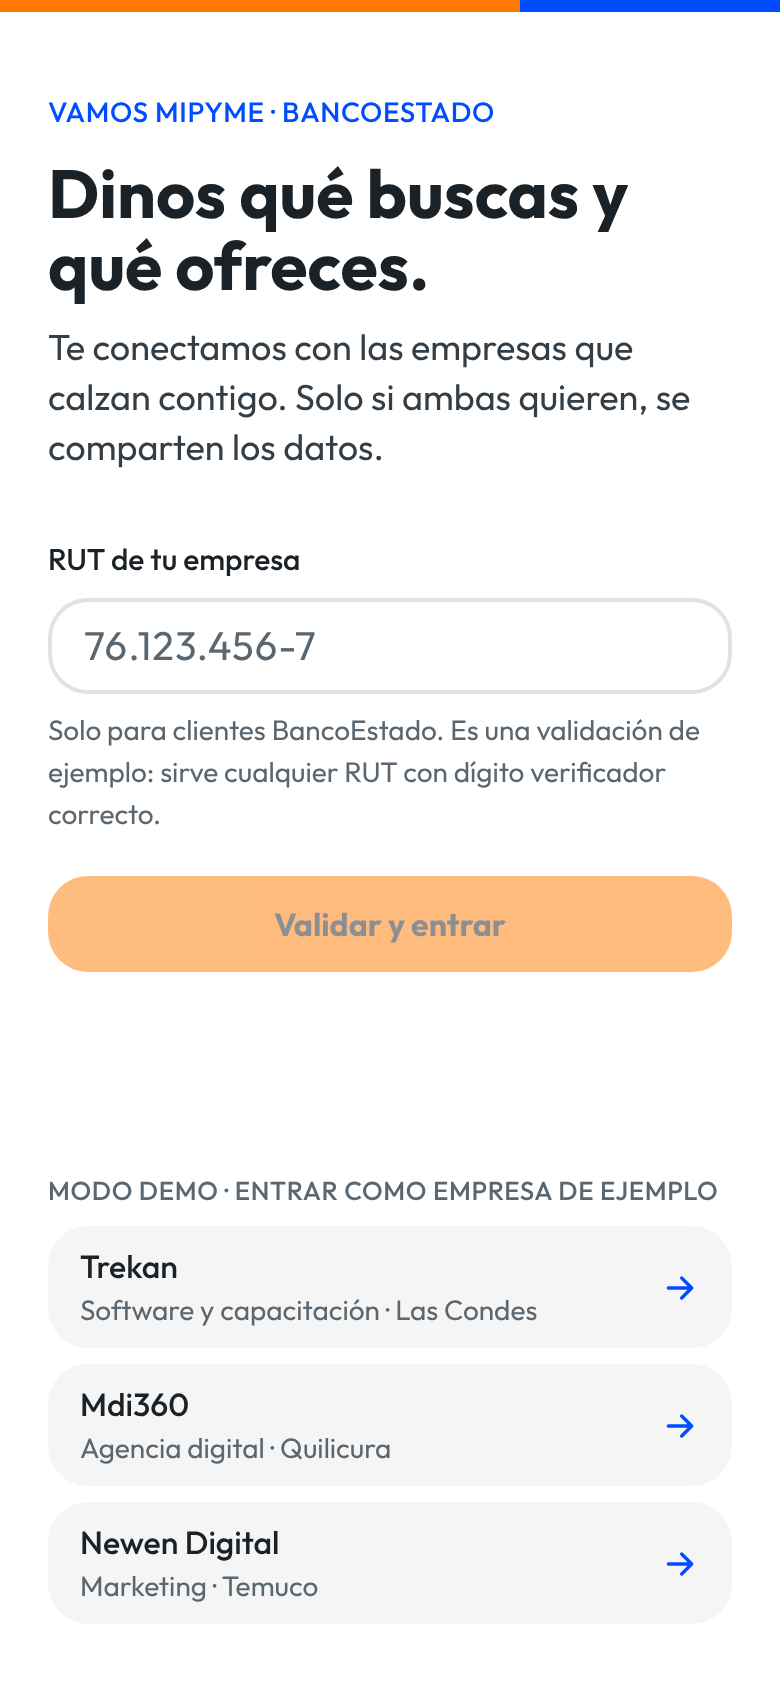 VAMOS MIPYME · BANCOESTADO
Dinos qué buscas y
qué ofreces.
Te conectamos con las empresas que
calzan contigo. Solo si ambas quieren, se
comparten los datos.
RUT de tu empresa
76.123.456-7
Solo para clientes BancoEstado. Es una validación de
ejemplo: sirve cualquier RUT con dígito verificador
correcto.
Validar y entrar
MODO DEMO · ENTRAR COMO EMPRESA DE EJEMPLO
Trekan
Software y capacitación · Las Condes
Mdi360
Agencia digital · Quilicura
Newen Digital
Marketing · Temuco